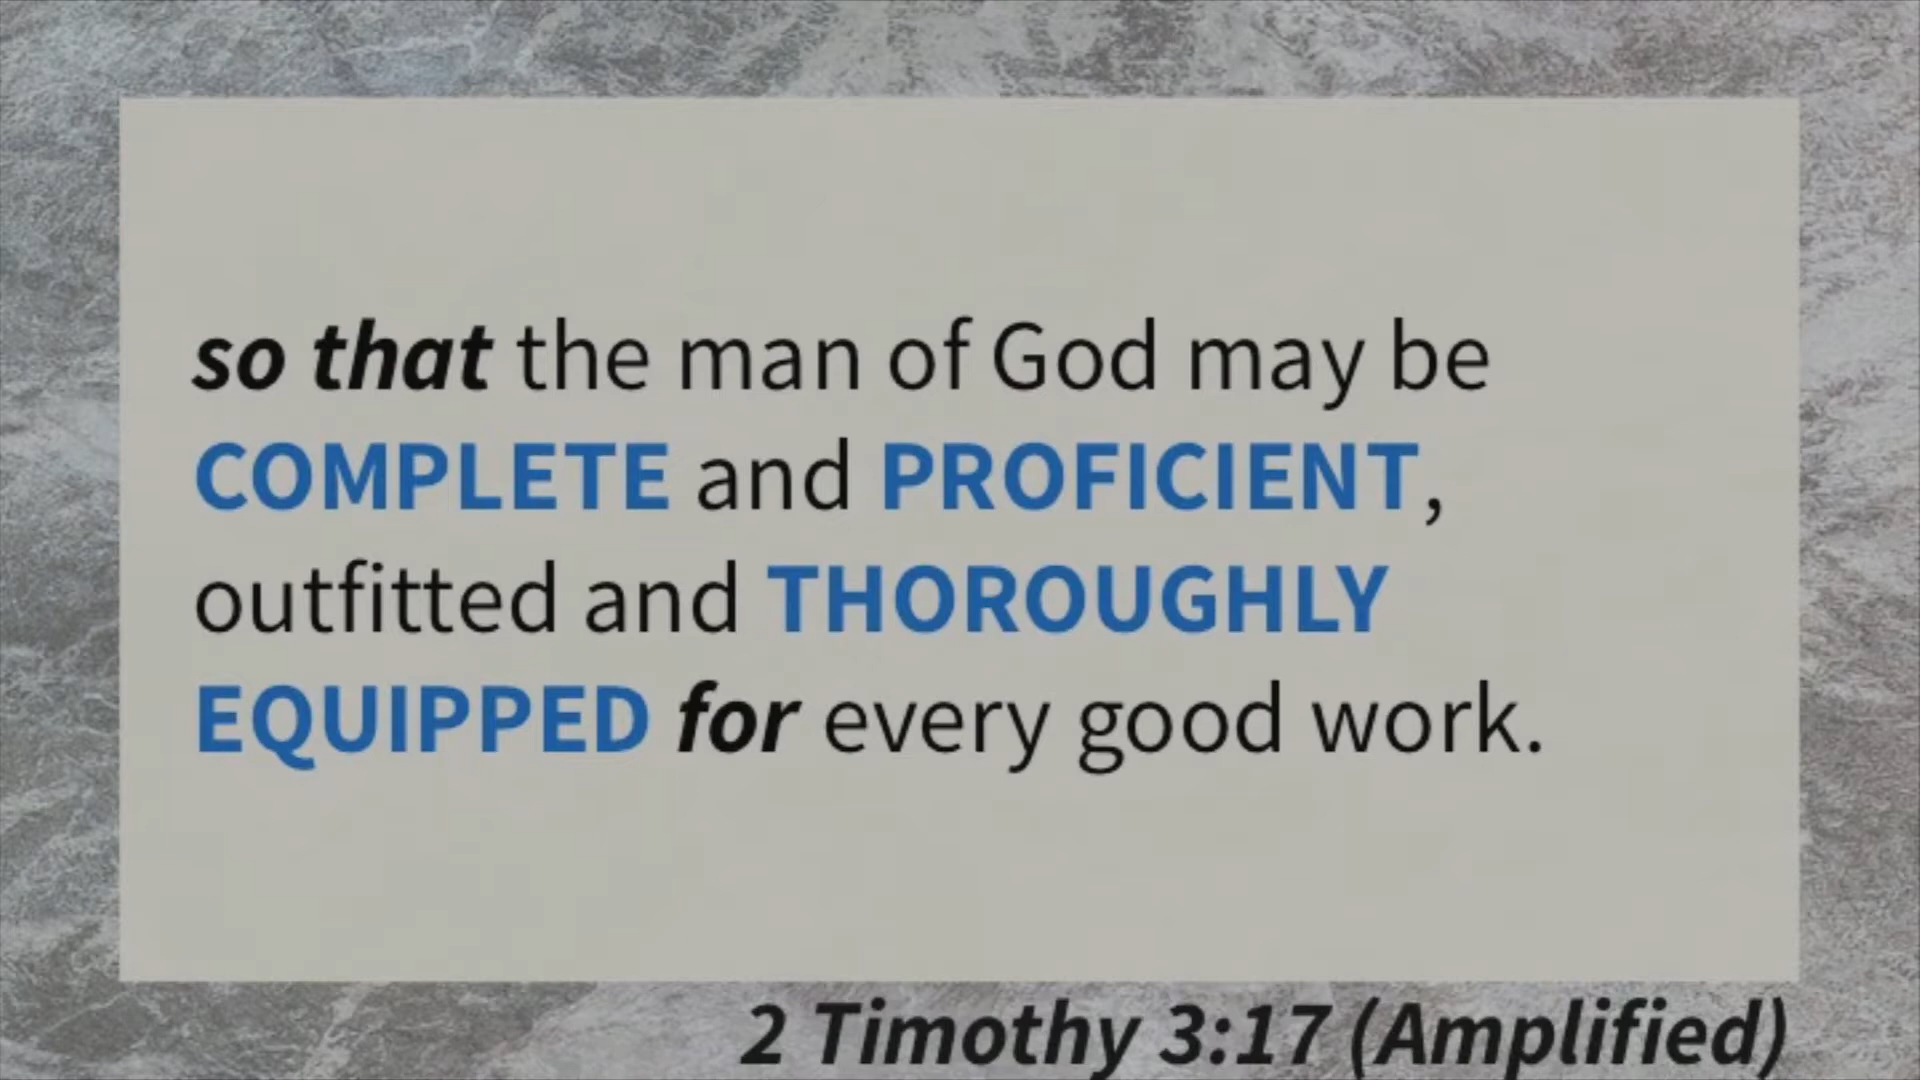 so that the man of God may be
COMPLETE and PROFICIENT,
outfitted and THOROUGHLY
EQUIPPED for every good work.
2 Timothy 3:17 (Amplified)